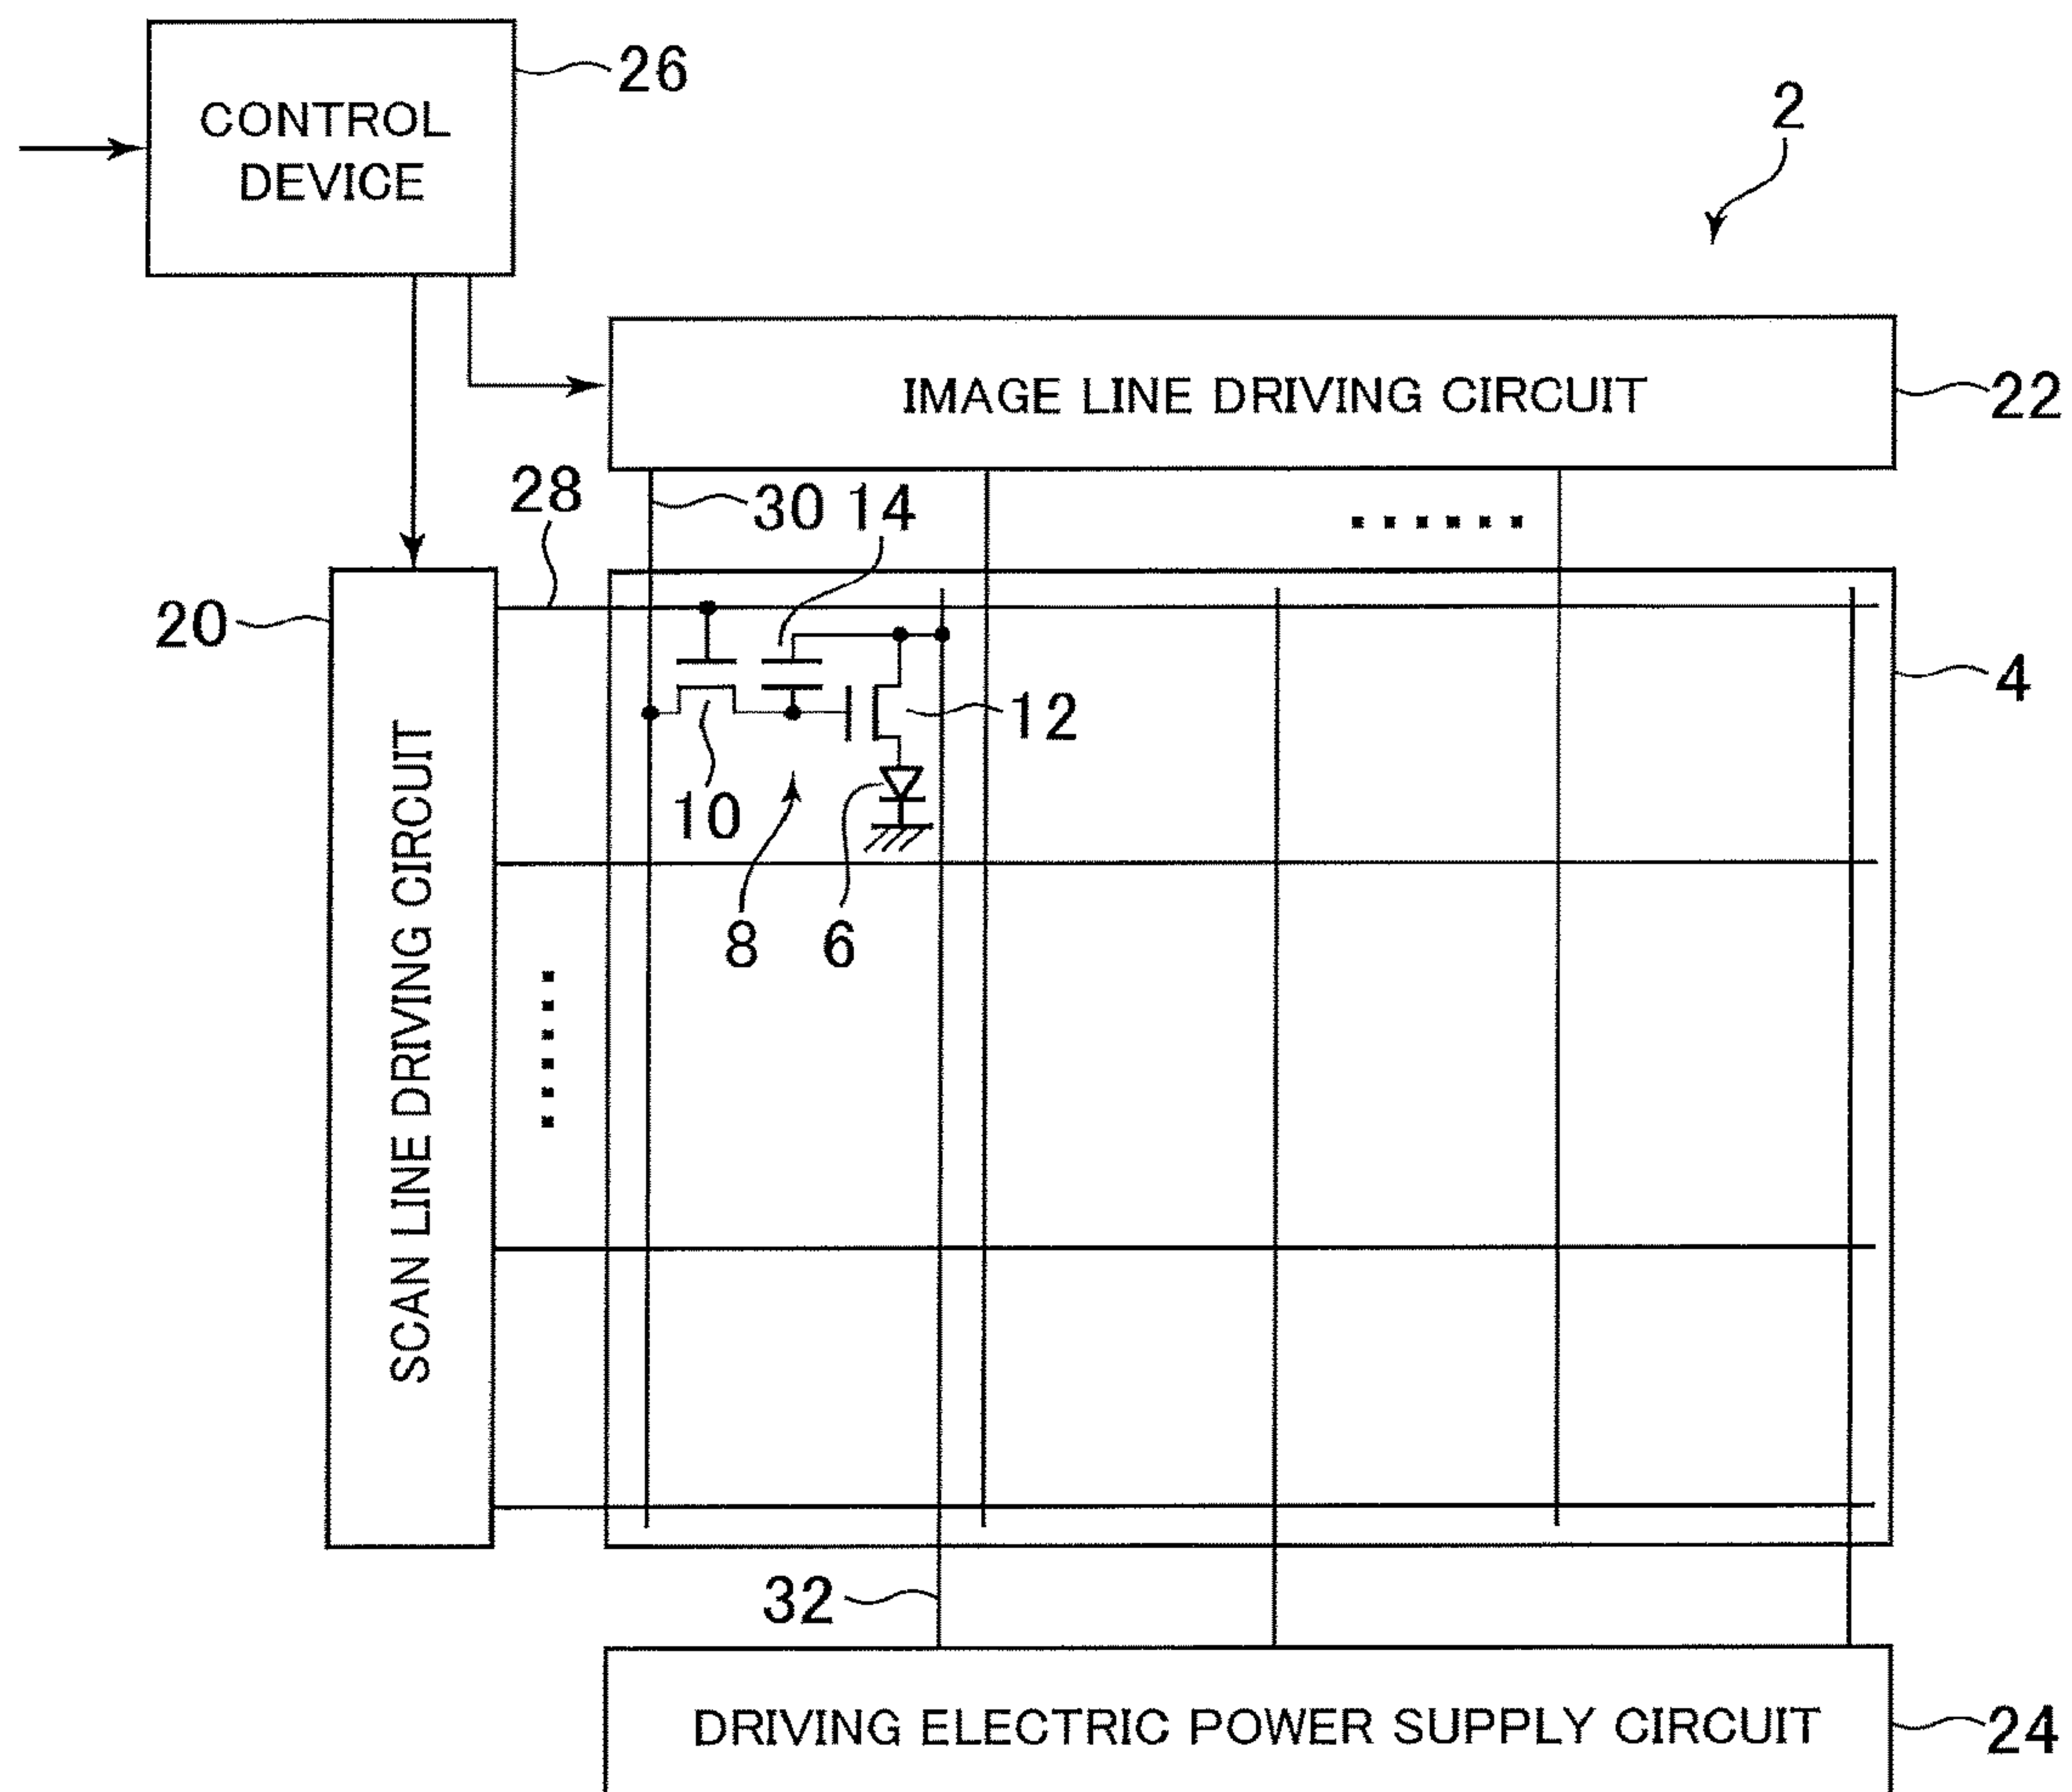 CONTROL
DEVICE
26
2
IMAGE LINE DRIVING CIRCUIT
22
28
30
14
20
SCAN LINE DRIVING CIRCUIT
4
12
10
8
6
32
DRIVING ELECTRIC POWER SUPPLY CIRCUIT
24